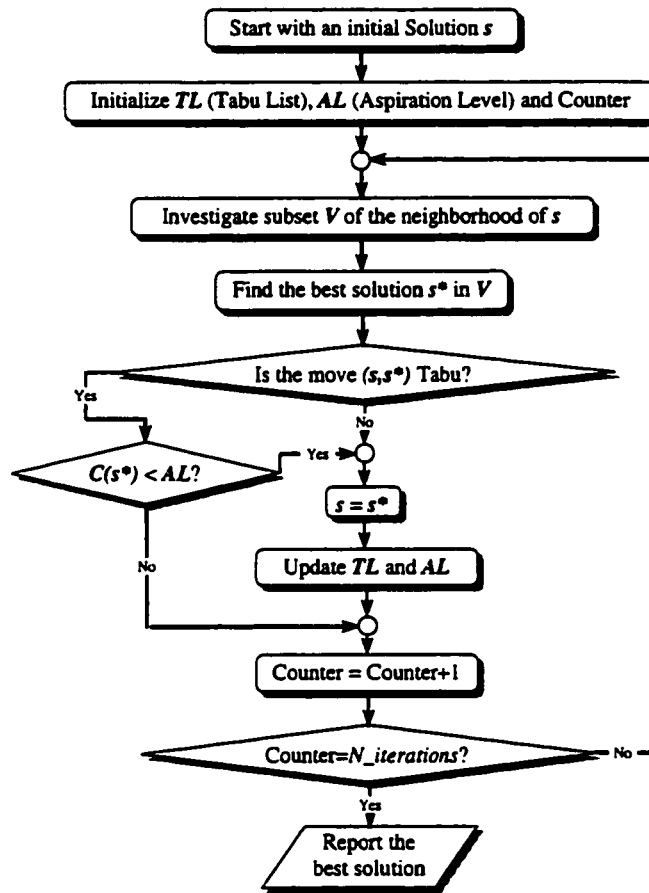 Start with an initial Solution s
Initialize TL (Tabu List), AL (Aspiration Level) and Counter
Investigate subset V of the neighborhood of s
Find the best solution s* in V
Is the move (s,s*) Tabu?
Yes
No
C(s*) < AL?
Yes
s = s*
No
Update TL and AL
Counter = Counter+1
Counter=N_iterations?
No
Yes
Report the
best solution